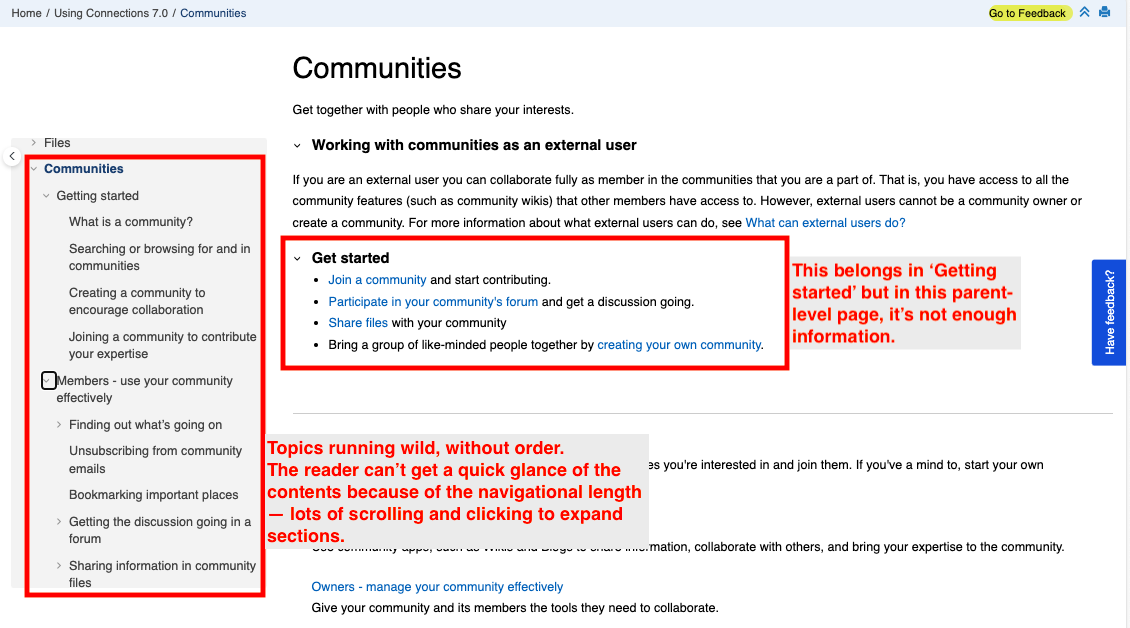 Home / Using Connections 7.0 / Communities
Go to Feedback
Communities
Get together with people who share your interests.
Working with communities as an external user
If you are an external user you can collaborate fully as member in the communities that you are a part of. That is, you have access to all the
community features (such as community wikis) that other members have access to. However, external users cannot be a community owner or
create a community. For more information about what external users can do, see What can external users do?
Get started
• Join a community and start contributing.
• Participate in your community's forum and get a discussion going.
• Share files with your community
• Bring a group of like-minded people together by creating your own community.
This belongs in ‘Getting
started’ but in this parent-
level page, it’s not enough
information.
Have feedback?
Files
Communities
Getting started
What is a community?
Searching or browsing for and in
communities
Creating a community to
encourage collaboration
Joining a community to contribute
your expertise
Members - use your community
effectively
Finding out what’s going on
Unsubscribing from community
emails
Bookmarking important places
Getting the discussion going in a
forum
Sharing information in community
files
Topics running wild, without order.
The reader can’t get a quick glance of the
contents because of the navigational length
— lots of scrolling and clicking to expand
sections.
you're interested in and join them. If you've a mind to, start your own
collaborate with others, and bring your expertise to the community.
Owners - manage your community effectively
Give your community and its members the tools they need to collaborate.